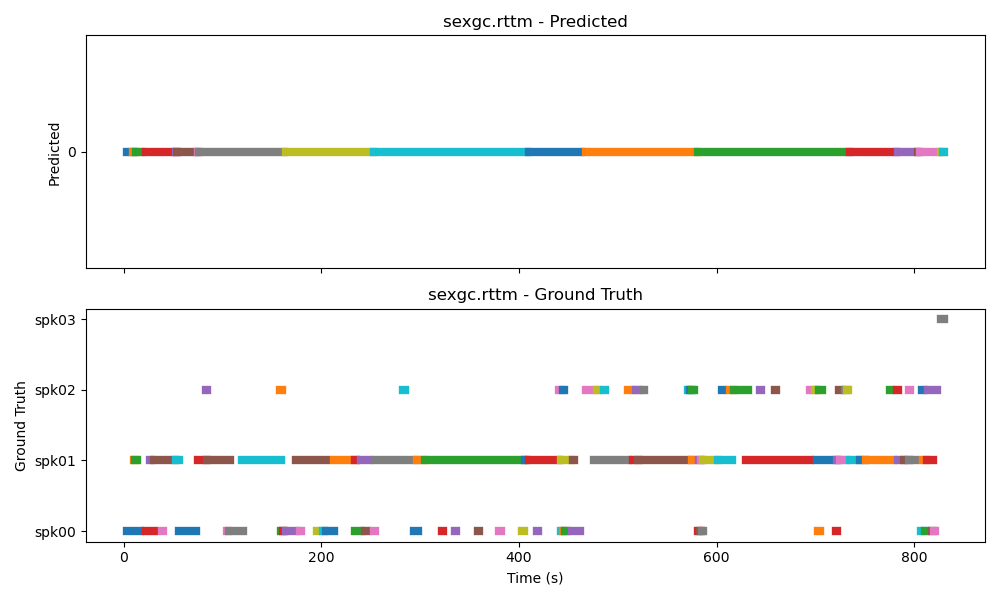 sexgc.rttm - Predicted
Predicted
0
sexgc.rttm - Ground Truth
Ground Truth
spk03
spk02
spk01
spk00
0 200 400 600 800
Time (s)